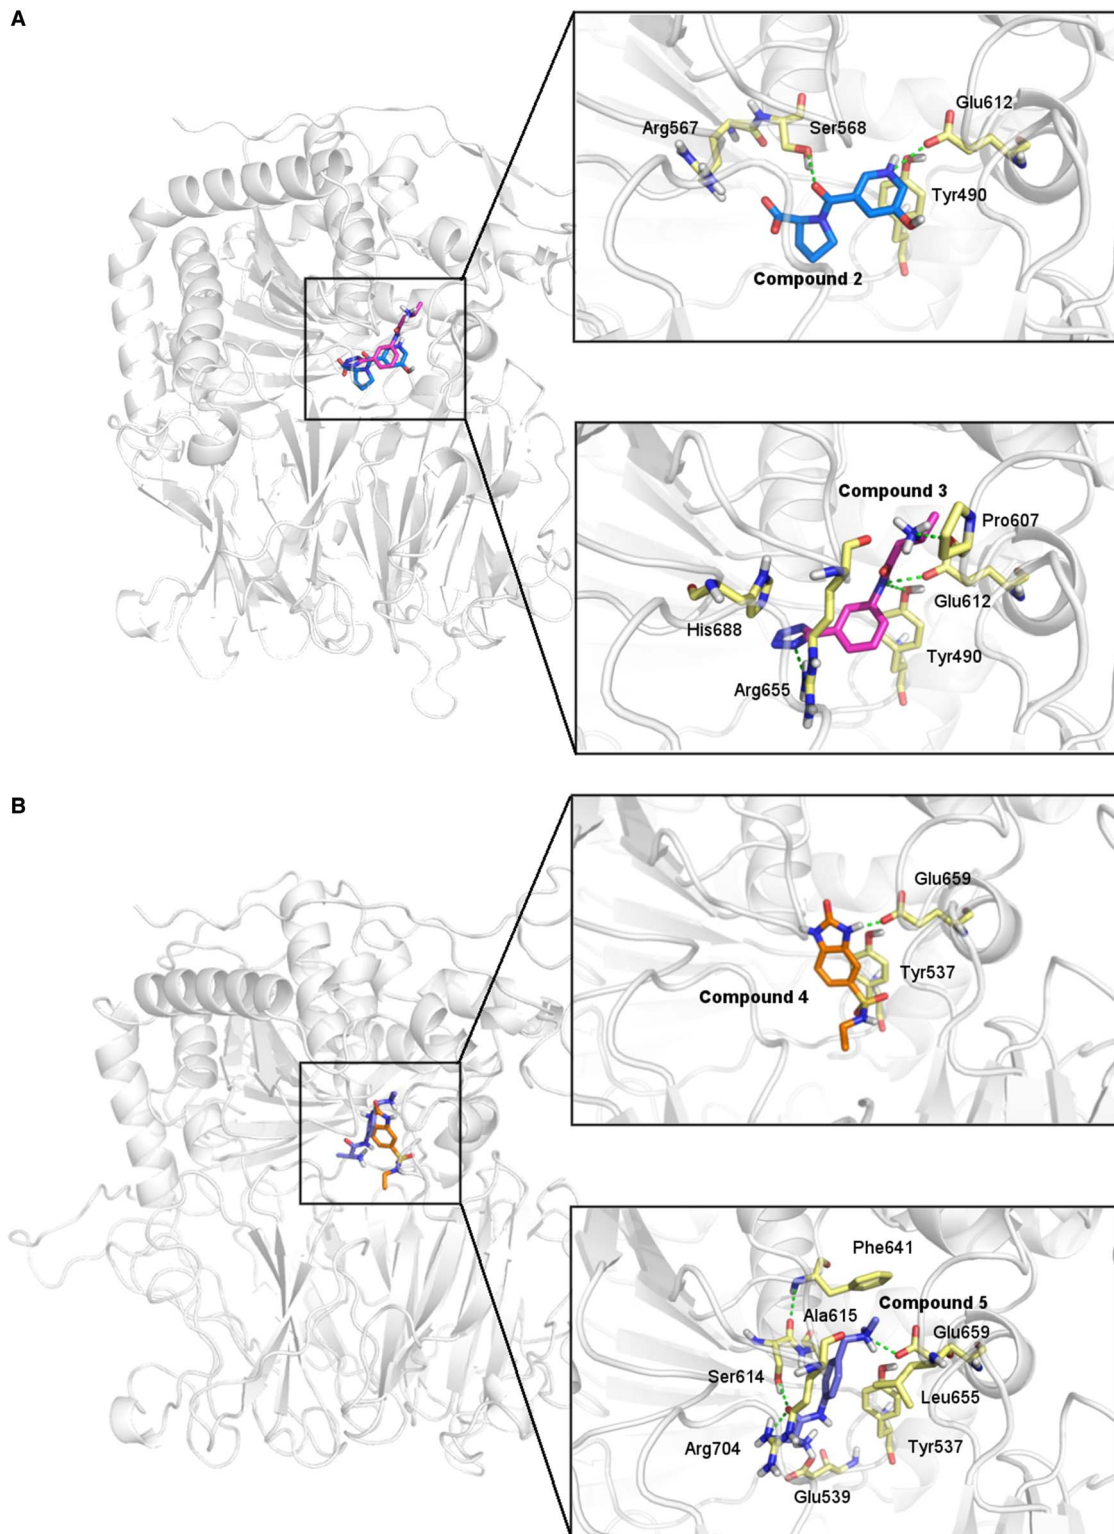 A
Arg567
Ser568
Glu612
Tyr490
Compound 2
Compound 3
Pro607
His688
Glu612
Arg655
Tyr490
B
Glu659
Tyr537
Compound 4
Phe641
Ala615
Compound 5
Glu659
Ser614
Leu655
Arg704
Tyr537
Glu539